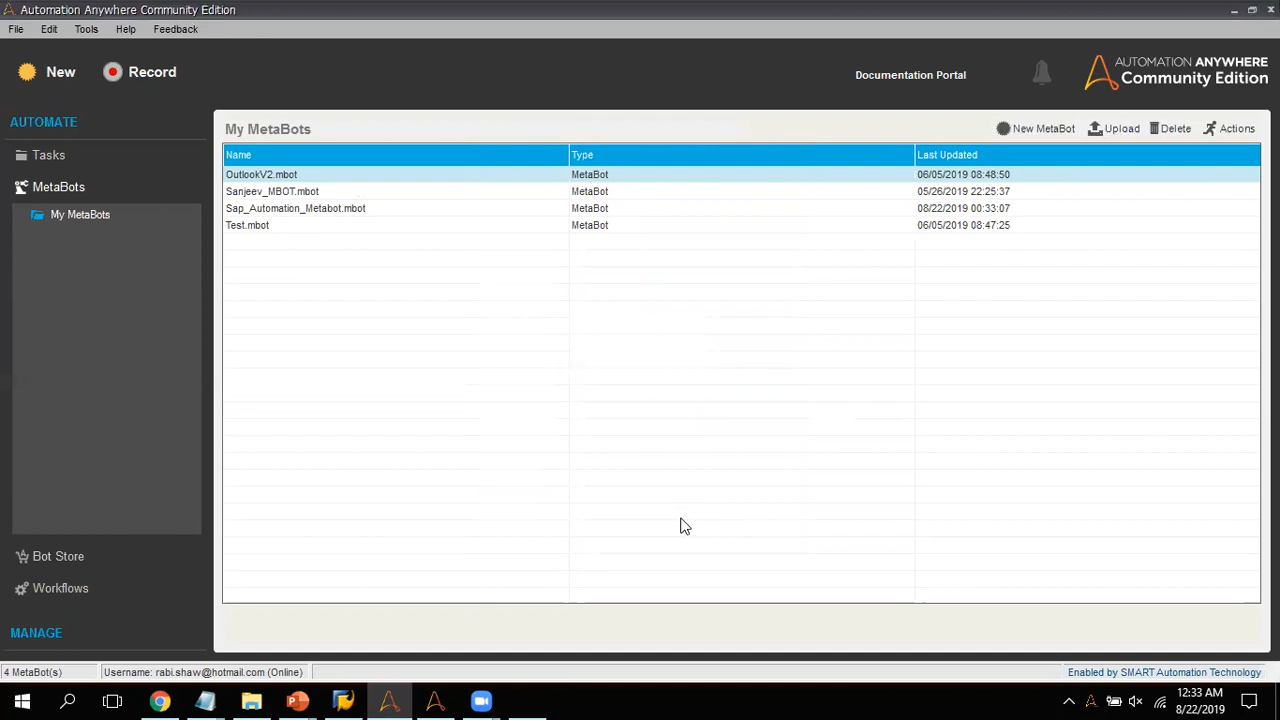 Automation Anywhere Community Edition
File Edit Tools Help Feedback
New Record
Documentation Portal
AUTOMATION ANYWHERE
Community Edition
AUTOMATE
Tasks
MetaBots
My MetaBots
Bot Store
Workflows
MANAGE
My MetaBots
New MetaBot Upload Delete Actions
Name Type Last Updated
OutlookV2.mbot MetaBot 06/05/2019 08:48:50
Sanjeev_MBOT.mbot MetaBot 05/26/2019 22:25:37
Sap_Automation_Metabot.mbot MetaBot 08/22/2019 00:33:07
Test.mbot MetaBot 06/05/2019 08:47:25
4 MetaBot(s) Username: rabi.shaw@hotmail.com (Online) Enabled by SMART Automation Technology
12:33 AM
8/22/2019